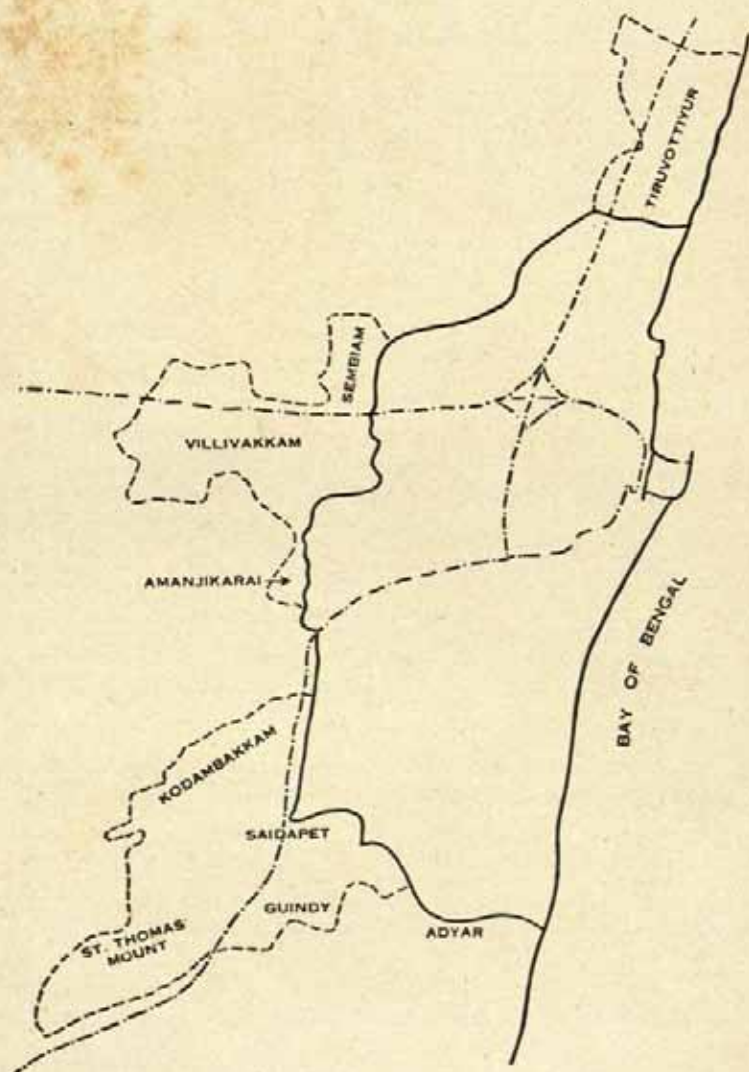 TIRUVOTTIYUR
SEMBIAM
VILLIVAKKAM
AMANJIKARAI
BAY OF BENGAL
KODAMBAKKAM
SAIDAPET
GUINDY
ST. THOMAS
MOUNT
ADYAR